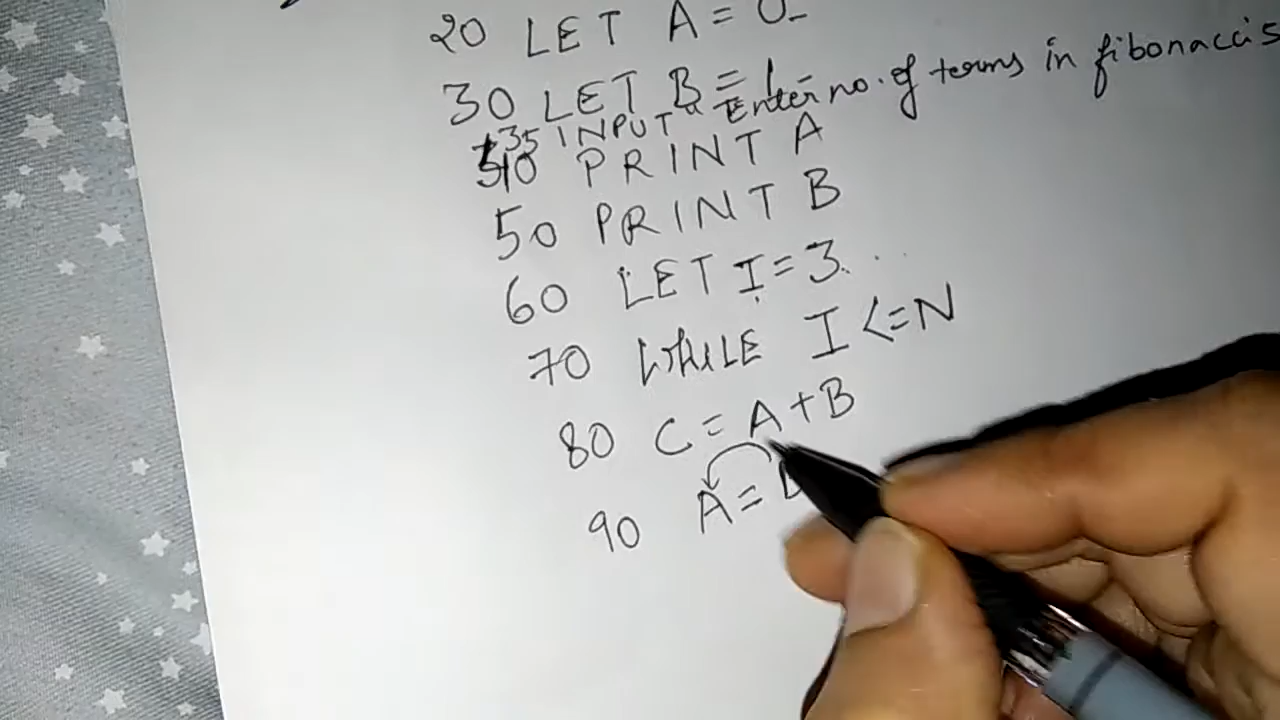 20 LET A = 0
30 LET B = 1
35 INPUT " Enter no. of terms in fibonacci s
40 PRINT A
50 PRINT B
60 LET I = 3
70 WHILE I <= N
80 C = A + B
90 A =